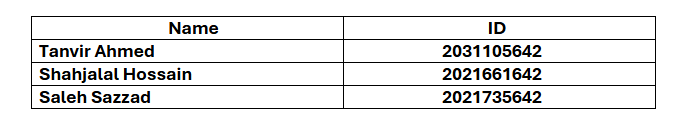 Name ID
Tanvir Ahmed 2031105642
Shahjalal Hossain 2021661642
Saleh Sazzad 2021735642